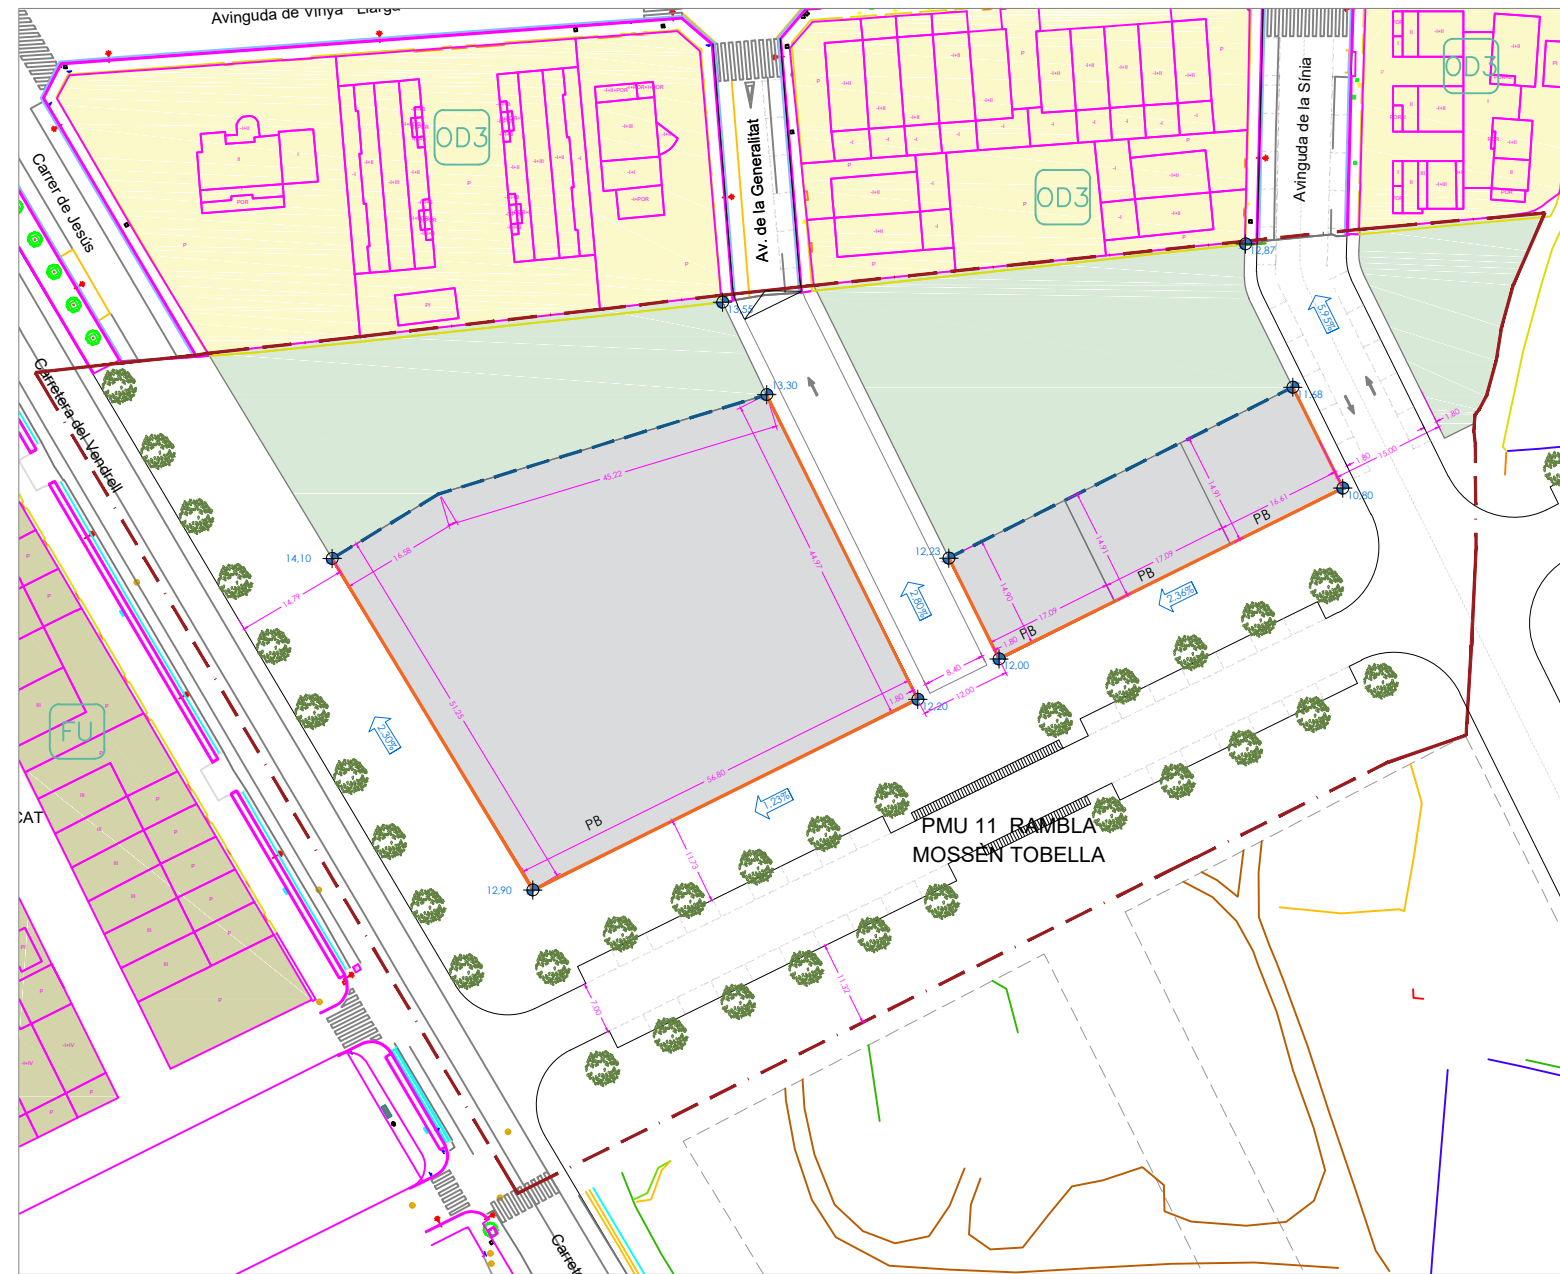 Avinguda de Vinya Llarga
OD3
OD3
OD3
Av. de la Generalitat
Avinguda de la Sínia
Carrer de Jesús
Carretera del Vendrell
12,87
13,55
5,95%
13,30
11,68
1.80
15,00
1.80
10,80
45.22
14.91
16.61
PB
14,10
16.58
44.97
12,23
14.91
17.09
PB
2,36%
14.79
2,80%
14.90
17.09
PB
1.80
12,00
8.40
12.00
1.80
12,20
FU
2,30%
51.25
56.80
1,23%
PB
CAT
PMU 11 RAMBLA
MOSSÈN TOBELLA
11.73
12,90
11.32
7.00
Carrete